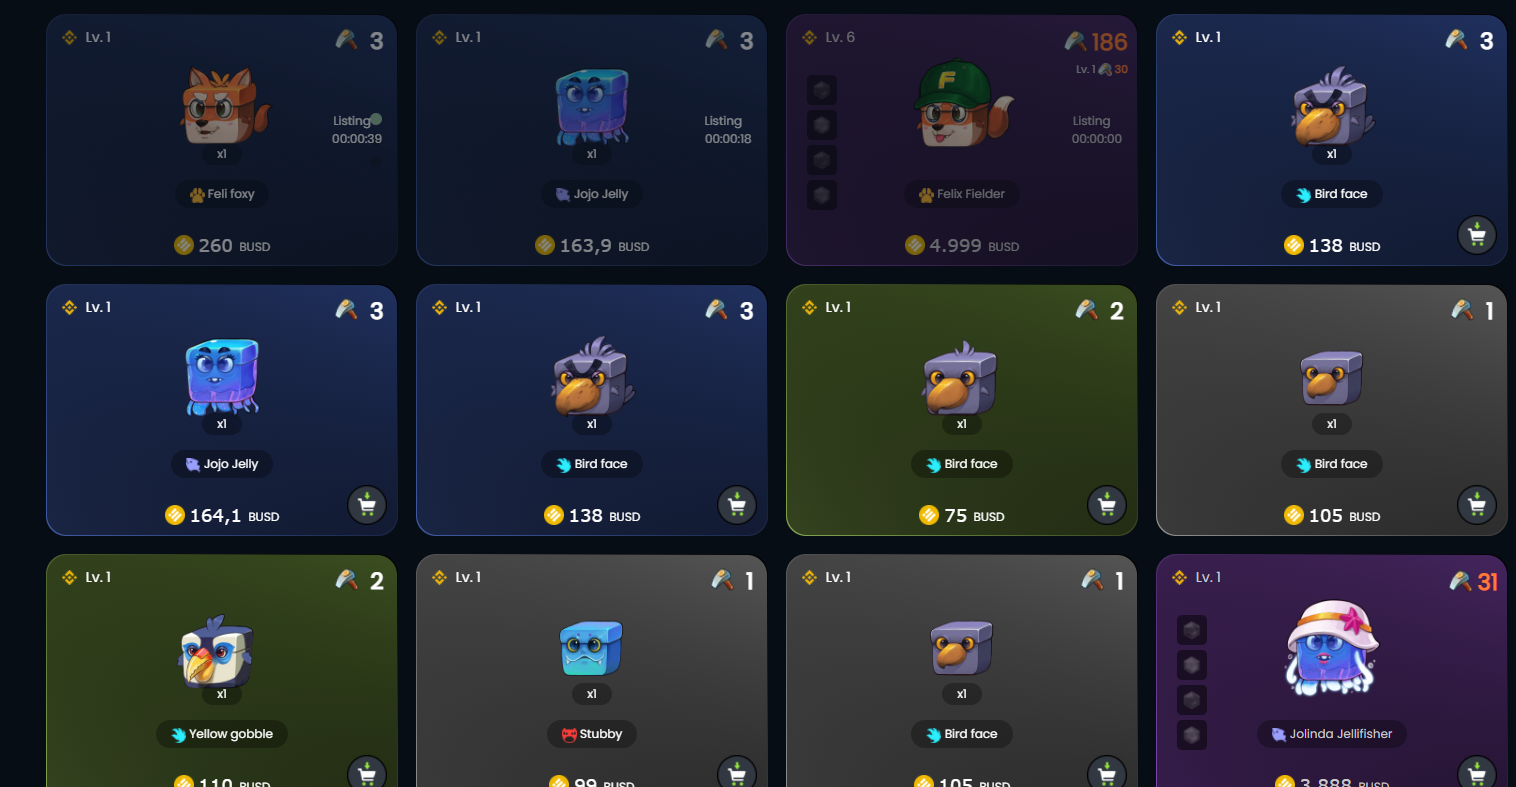 Lv. 1 3
Listing
00:00:39
x1
Feli foxy
260 BUSD
Lv. 1 3
Listing
00:00:18
x1
Jojo Jelly
163,9 BUSD
Lv. 6 186
Lv. 1 30
F
Listing
00:00:00
Felix Fielder
4.999 BUSD
Lv. 1 3
x1
Bird face
138 BUSD
Lv. 1 3
x1
Jojo Jelly
164,1 BUSD
Lv. 1 3
x1
Bird face
138 BUSD
Lv. 1 2
x1
Bird face
75 BUSD
Lv. 1 1
x1
Bird face
105 BUSD
Lv. 1 2
x1
Yellow gobble
110 BUSD
Lv. 1 1
x1
Stubby
99 BUSD
Lv. 1 1
x1
Bird face
105 BUSD
Lv. 1 31
Jolinda Jellifisher
3.888 BUSD